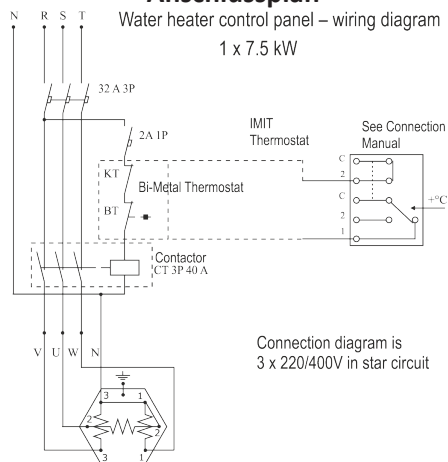 Anschlussplan
Water heater control panel – wiring diagram
1 x 7.5 kW
N R S T
32 A 3P
2A 1P
IMIT
Thermostat
See Connection
Manual
KT
Bi-Metal Thermostat
BT
C
2
C
2
1
+°C
Contactor
CT 3P 40 A
V U W N
Connection diagram is
3 x 220/400V in star circuit
3 1
2 2
3 1